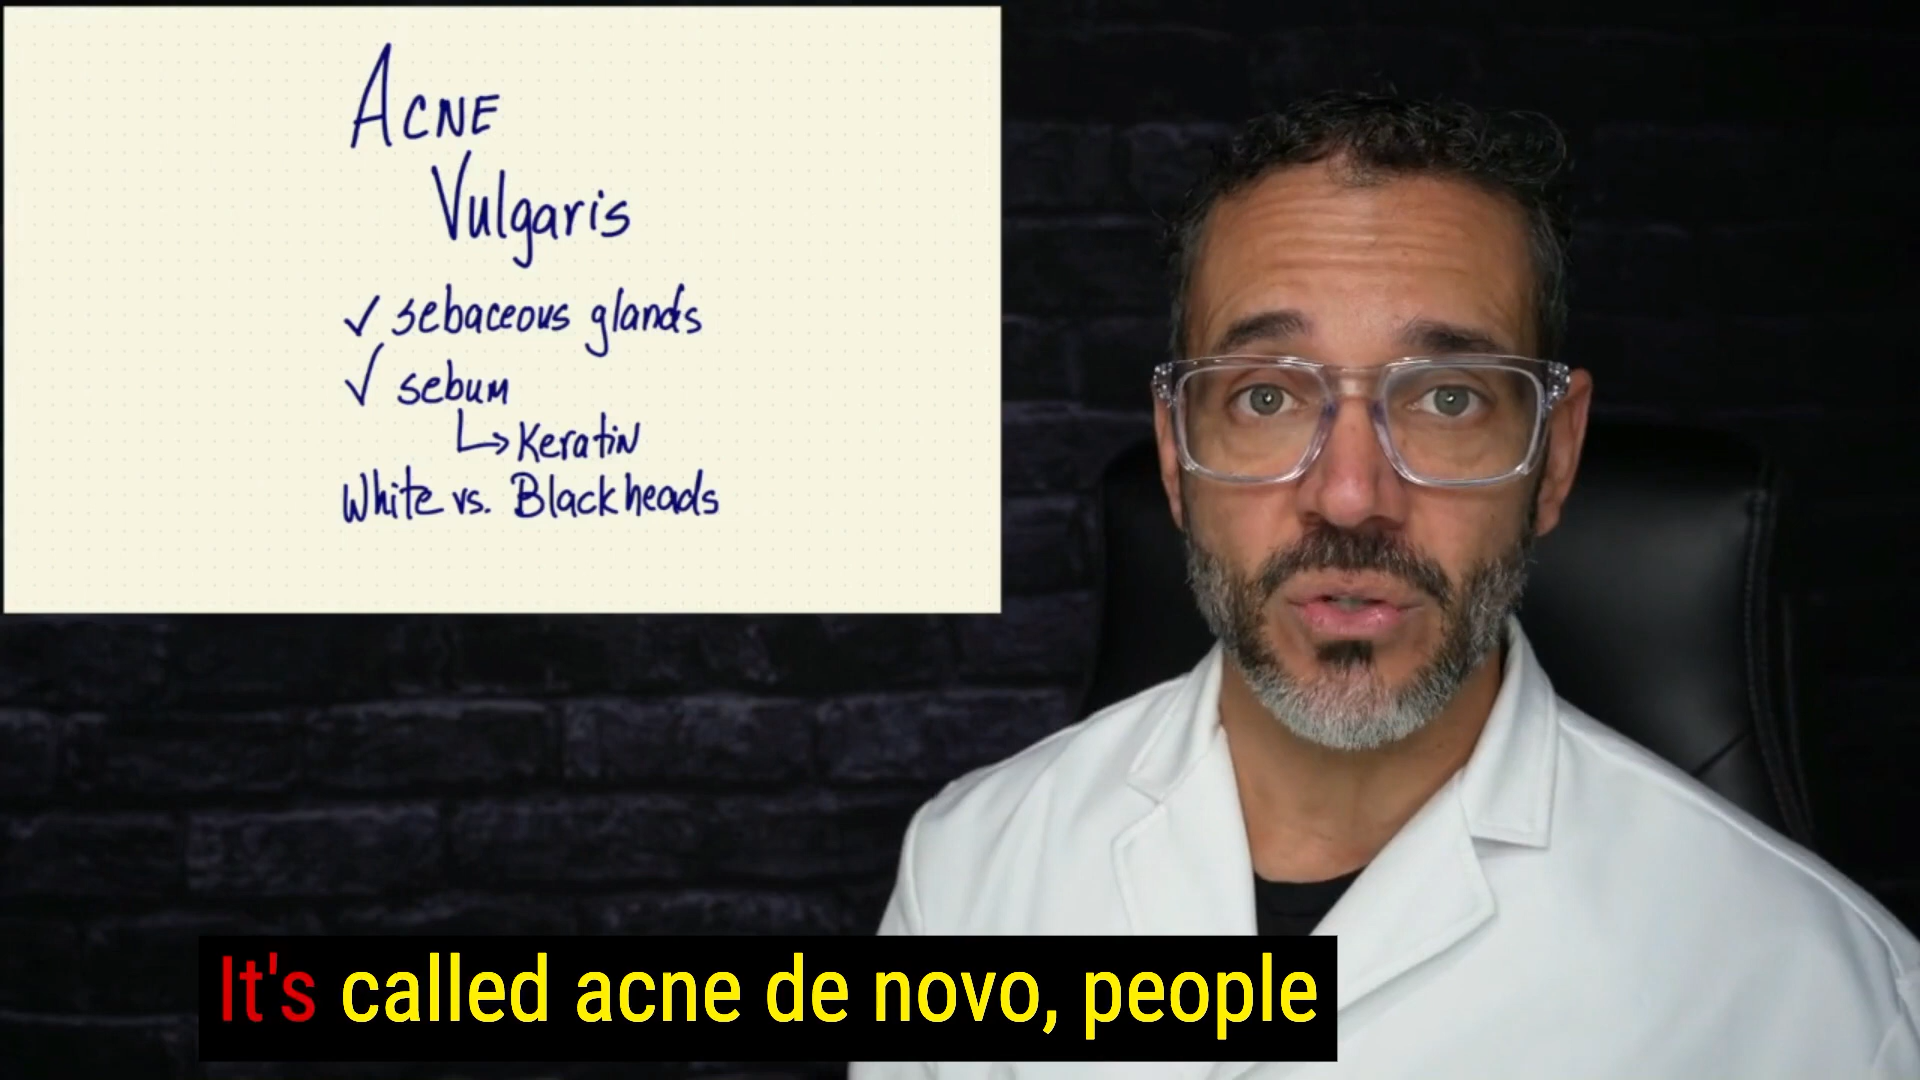 ACNE
Vulgaris
✓ sebaceous glands
✓ sebum
↳ Keratin
White vs. Blackheads
It's called acne de novo, people